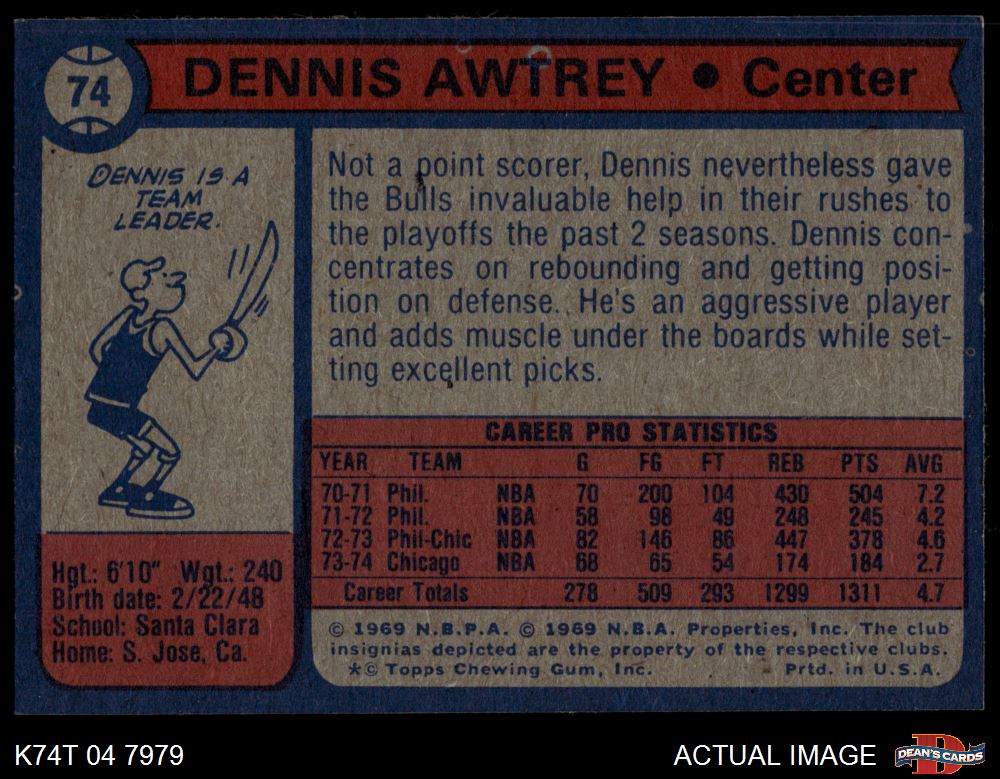 74
DENNIS AWTREY • Center
DENNIS IS A
TEAM
LEADER.
Hgt.: 6'10" Wgt.: 240
Birth date: 2/22/48
School: Santa Clara
Home: S. Jose, Ca.
Not a point scorer, Dennis nevertheless gave
the Bulls invaluable help in their rushes to
the playoffs the past 2 seasons. Dennis con-
centrates on rebounding and getting posi-
tion on defense. He's an aggressive player
and adds muscle under the boards while set-
ting excellent picks.
CAREER PRO STATISTICS
YEAR TEAM G FG FT REB PTS AVG
70-71 Phil. NBA 70 200 104 430 504 7.2
71-72 Phil. NBA 58 98 49 248 245 4.2
72-73 Phil-Chic NBA 82 146 86 447 378 4.6
73-74 Chicago NBA 68 65 54 174 184 2.7
Career Totals 278 509 293 1299 1311 4.7
© 1969 N.B.P.A. © 1969 N.B.A. Properties, Inc. The club
insignias depicted are the property of the respective clubs.
*© Topps Chewing Gum, Inc. Prtd. in U.S.A.
K74T 04 7979
ACTUAL IMAGE
DEAN'S CARDS